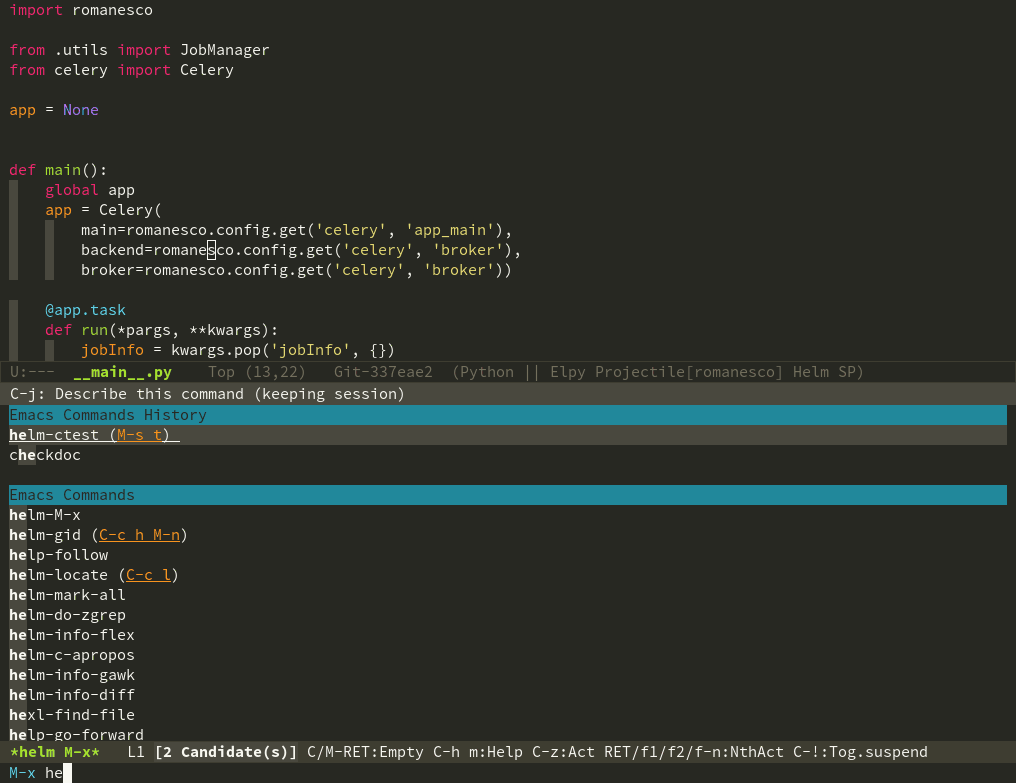 import romanesco
from .utils import JobManager
from celery import Celery
app = None
def main():
global app
app = Celery(
main=romanesco.config.get('celery', 'app_main'),
backend=romanesco.config.get('celery', 'broker'),
broker=romanesco.config.get('celery', 'broker'))
@app.task
def run(*pargs, **kwargs):
jobInfo = kwargs.pop('jobInfo', {})
U:--- __main__.py Top (13,22) Git-337eae2 (Python || Elpy Projectile[romanesco] Helm SP)
C-j: Describe this command (keeping session)
Emacs Commands History
helm-ctest (M-s t)
checkdoc
Emacs Commands
helm-M-x
helm-gid (C-c h M-n)
help-follow
helm-locate (C-c l)
helm-mark-all
helm-do-zgrep
helm-info-flex
helm-c-apropos
helm-info-gawk
helm-info-diff
hexl-find-file
help-go-forward
*helm M-x* L1 [2 Candidate(s)] C/M-RET:Empty C-h m:Help C-z:Act RET/f1/f2/f-n:NthAct C-!:Tog.suspend
M-x he